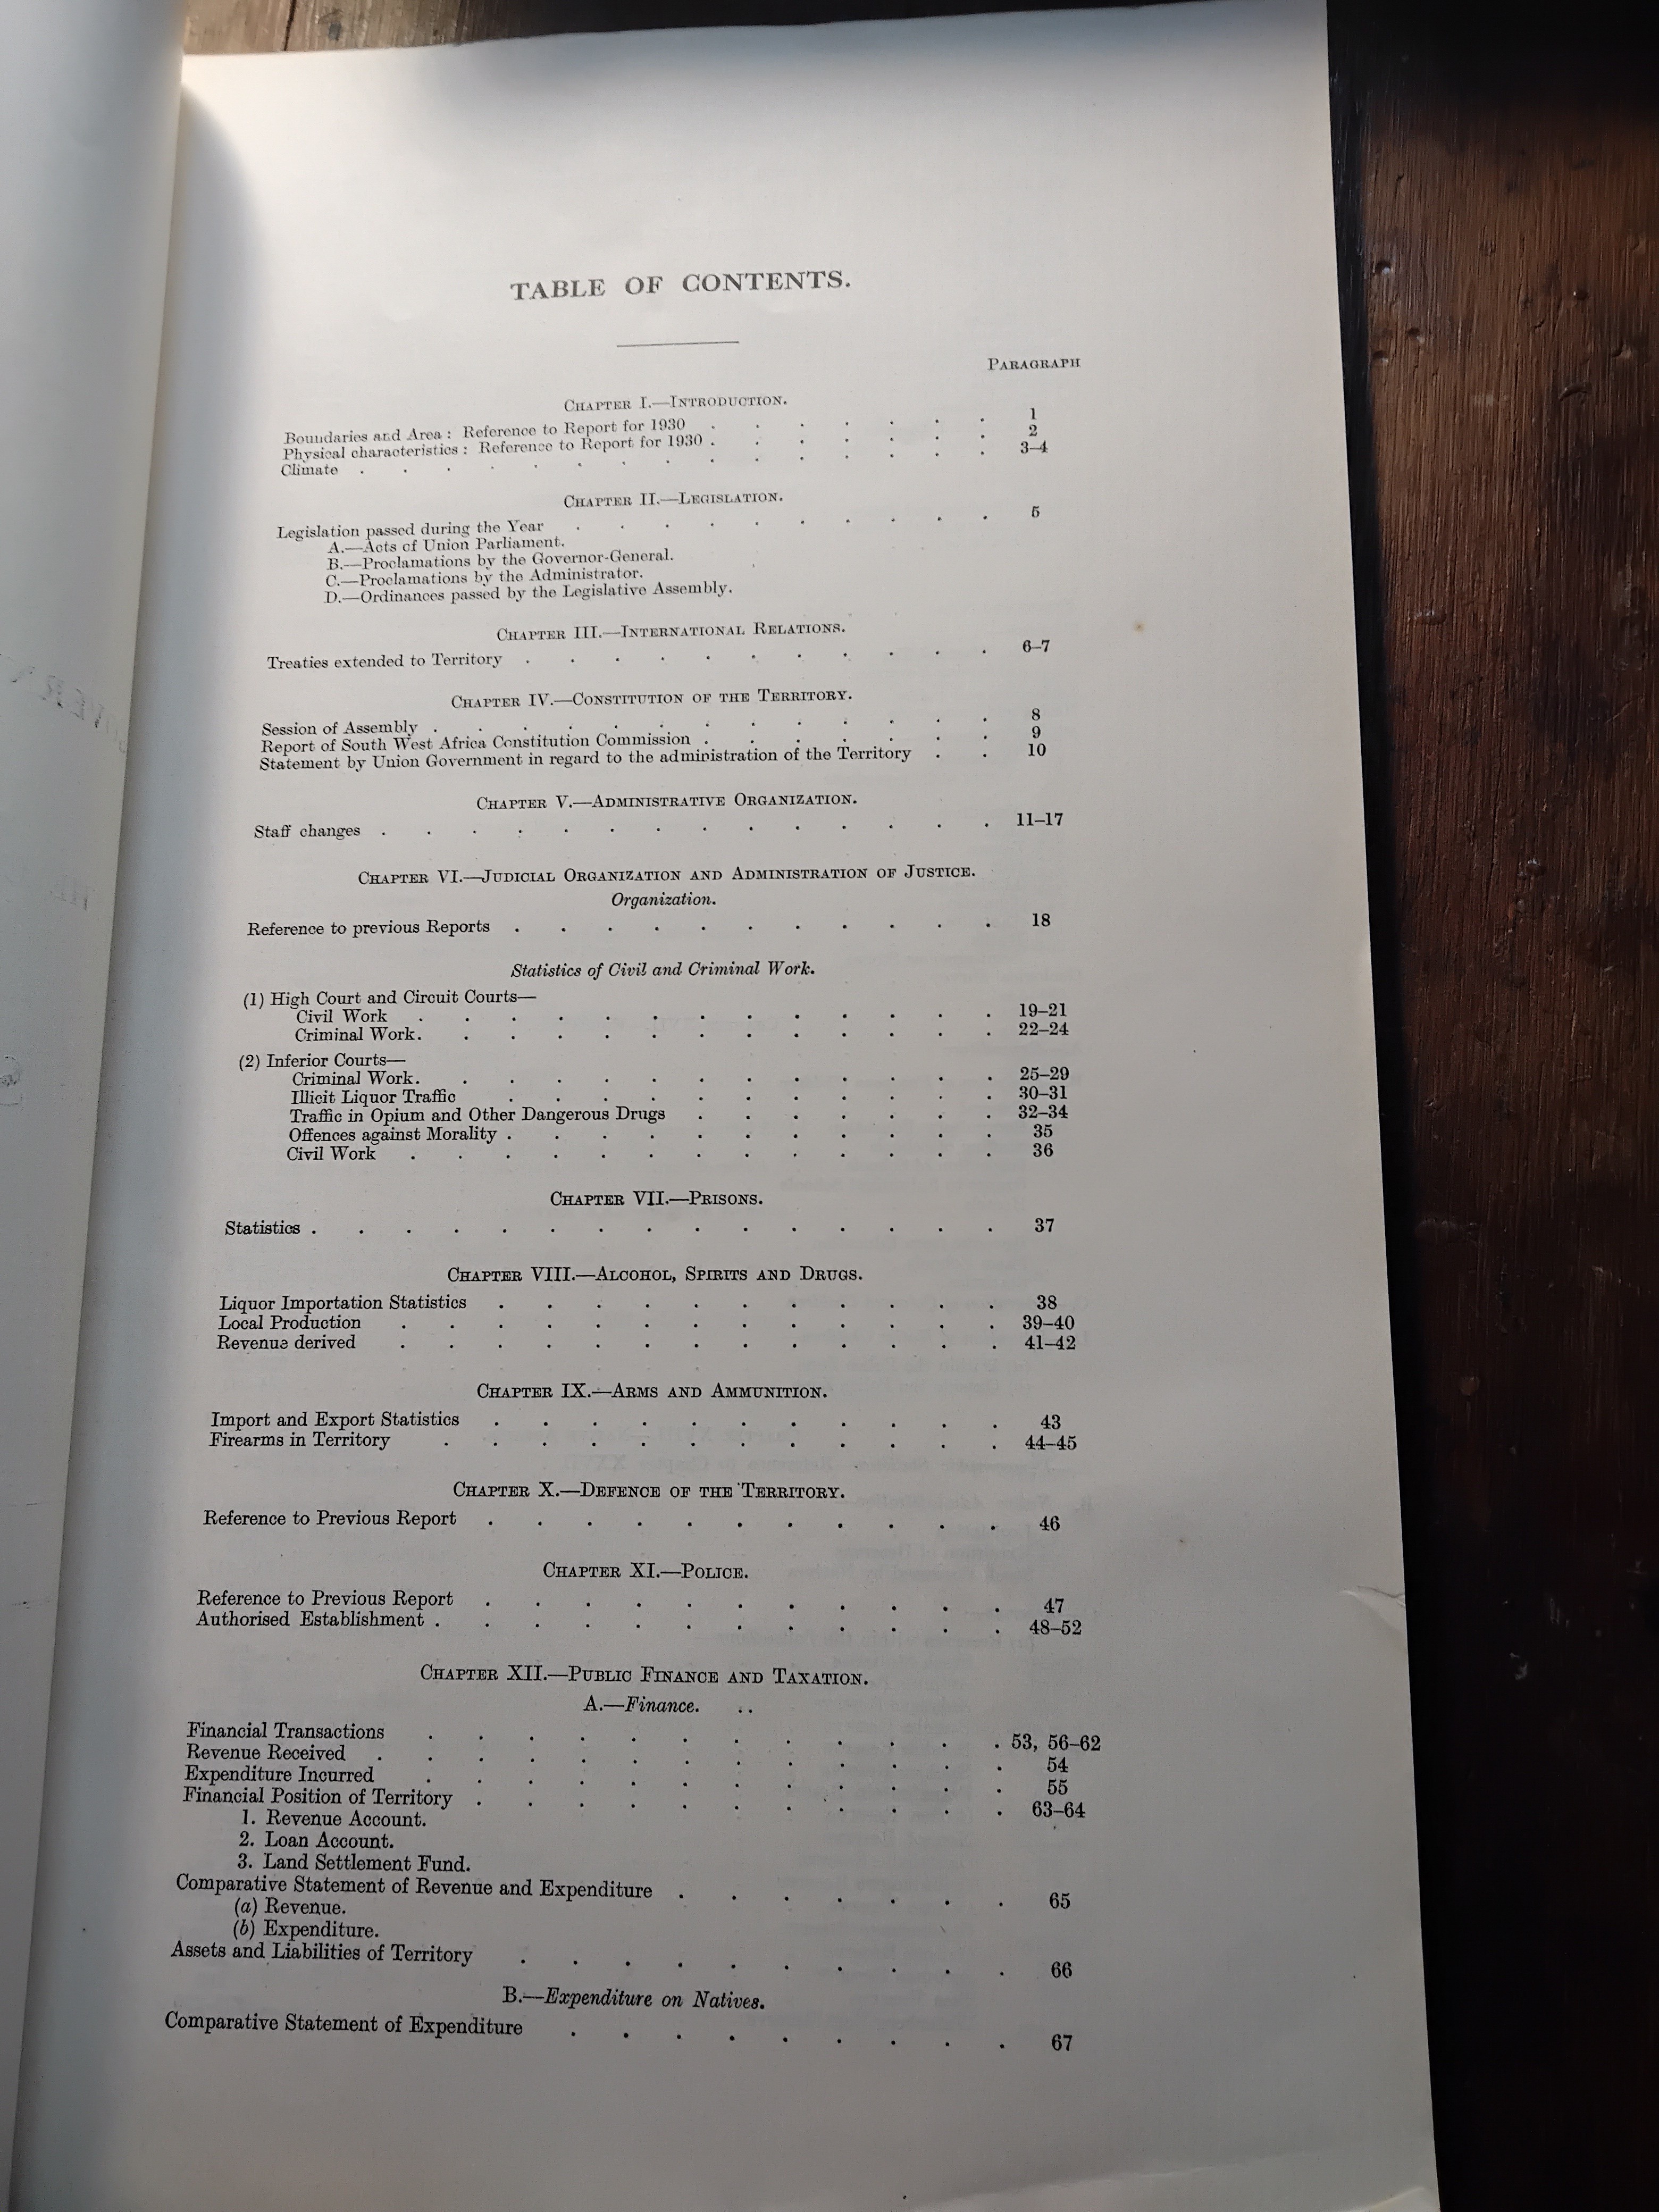 TABLE OF CONTENTS.
PARAGRAPH
CHAPTER I.—INTRODUCTION.
Boundaries and Area : Reference to Report for 1930 . . . . . . . 1
Physical characteristics : Reference to Report for 1930 . . . . . . . 2
Climate . . . . . . . . . . . . . . . 3–4
CHAPTER II.—LEGISLATION.
Legislation passed during the Year . . . . . . . . . . 5
A.—Acts of Union Parliament.
B.—Proclamations by the Governor-General.
C.—Proclamations by the Administrator.
D.—Ordinances passed by the Legislative Assembly.
CHAPTER III.—INTERNATIONAL RELATIONS.
Treaties extended to Territory . . . . . . . . . . . 6–7
CHAPTER IV.—CONSTITUTION OF THE TERRITORY.
Session of Assembly . . . . . . . . . . . . . 8
Report of South West Africa Constitution Commission . . . . . . . 9
Statement by Union Government in regard to the administration of the Territory . . 10
CHAPTER V.—ADMINISTRATIVE ORGANIZATION.
Staff changes . . . . . . . . . . . . . . 11–17
CHAPTER VI.—JUDICIAL ORGANIZATION AND ADMINISTRATION OF JUSTICE.
Organization.
Reference to previous Reports . . . . . . . . . . . 18
Statistics of Civil and Criminal Work.
(1) High Court and Circuit Courts—
Civil Work . . . . . . . . . . . . . 19–21
Criminal Work . . . . . . . . . . . . . 22–24
(2) Inferior Courts—
Criminal Work . . . . . . . . . . . . . 25–29
Illicit Liquor Traffic . . . . . . . . . . . 30–31
Traffic in Opium and Other Dangerous Drugs . . . . . . . 32–34
Offences against Morality . . . . . . . . . . . 35
Civil Work . . . . . . . . . . . . . 36
CHAPTER VII.—PRISONS.
Statistics . . . . . . . . . . . . . . . 37
CHAPTER VIII.—ALCOHOL, SPIRITS AND DRUGS.
Liquor Importation Statistics . . . . . . . . . . . 38
Local Production . . . . . . . . . . . . . 39–40
Revenue derived . . . . . . . . . . . . . 41–42
CHAPTER IX.—ARMS AND AMMUNITION.
Import and Export Statistics . . . . . . . . . . . 43
Firearms in Territory . . . . . . . . . . . . 44–45
CHAPTER X.—DEFENCE OF THE TERRITORY.
Reference to Previous Report . . . . . . . . . . . 46
CHAPTER XI.—POLICE.
Reference to Previous Report . . . . . . . . . . . 47
Authorised Establishment . . . . . . . . . . . . 48–52
CHAPTER XII.—PUBLIC FINANCE AND TAXATION.
A.—Finance.
Financial Transactions . . . . . . . . . . . . 53, 56–62
Revenue Received . . . . . . . . . . . . . 54
Expenditure Incurred . . . . . . . . . . . . 55
Financial Position of Territory . . . . . . . . . . . 63–64
1. Revenue Account.
2. Loan Account.
3. Land Settlement Fund.
Comparative Statement of Revenue and Expenditure . . . . . . . 65
(a) Revenue.
(b) Expenditure.
Assets and Liabilities of Territory . . . . . . . . . . 66
B.—Expenditure on Natives.
Comparative Statement of Expenditure . . . . . . . . . 67